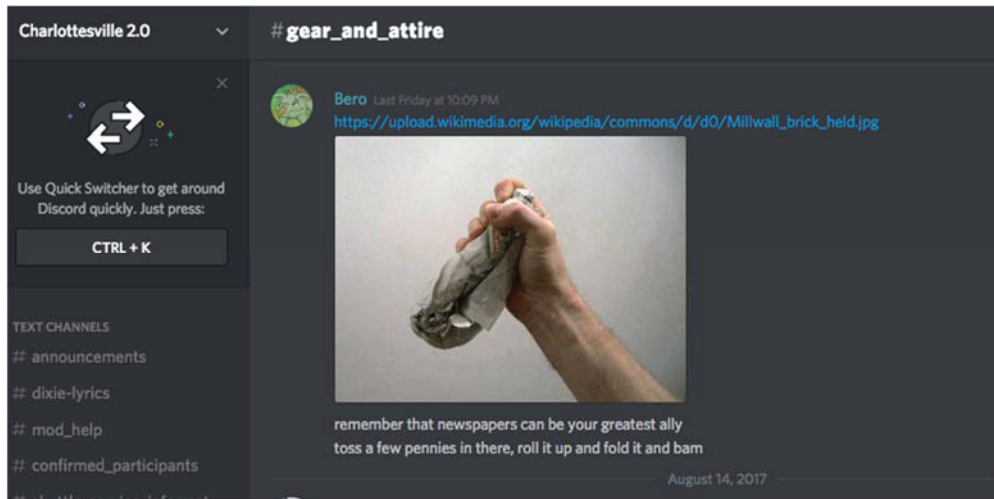 Charlottesville 2.0
Use Quick Switcher to get around
Discord quickly. Just press:
CTRL + K
TEXT CHANNELS
# announcements
# dixie-lyrics
# mod_help
# confirmed_participants
#gear_and_attire
Bero Last Friday at 10:09 PM
https://upload.wikimedia.org/wikipedia/commons/d/d0/Millwall_brick_held.jpg
remember that newspapers can be your greatest ally
toss a few pennies in there, roll it up and fold it and bam
August 14, 2017